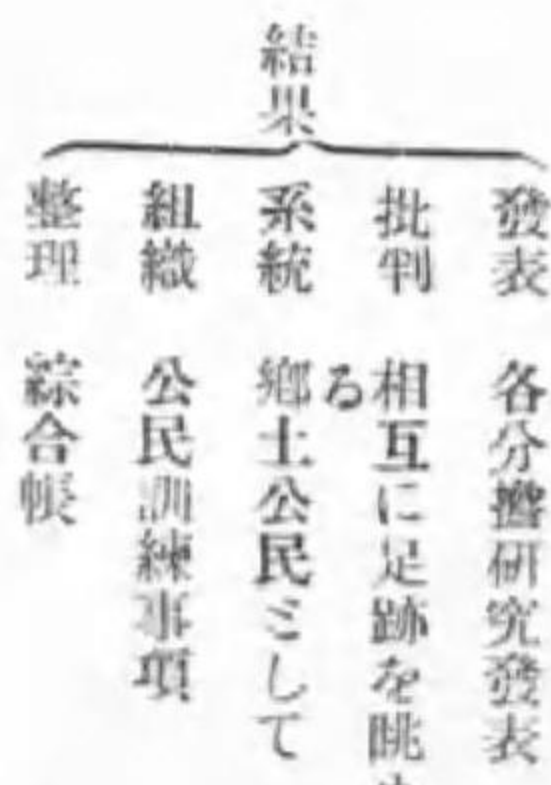 結果
發表 各分擔研究發表
批判 相互に足跡を眺め
る
系統 鄕土公民として
組織 公民訓練事項
整理 綜合帳